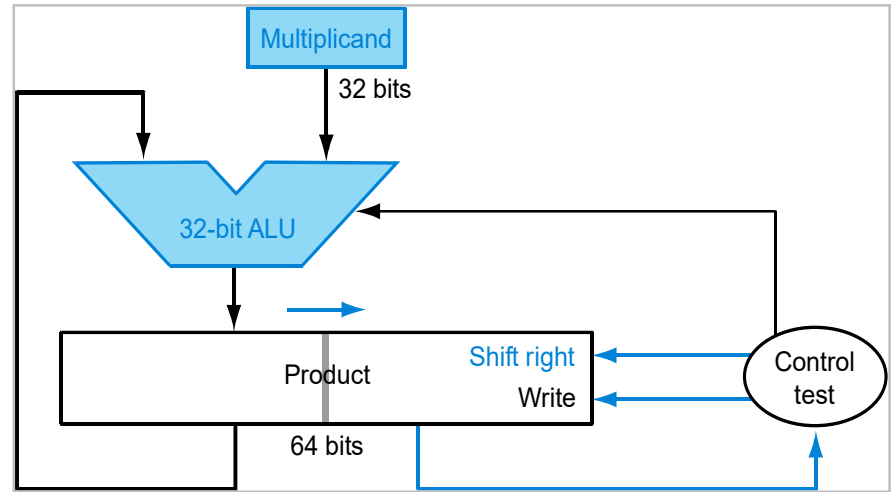 Multiplicand
32 bits
32-bit ALU
Shift right
Product
Write
Control
test
64 bits